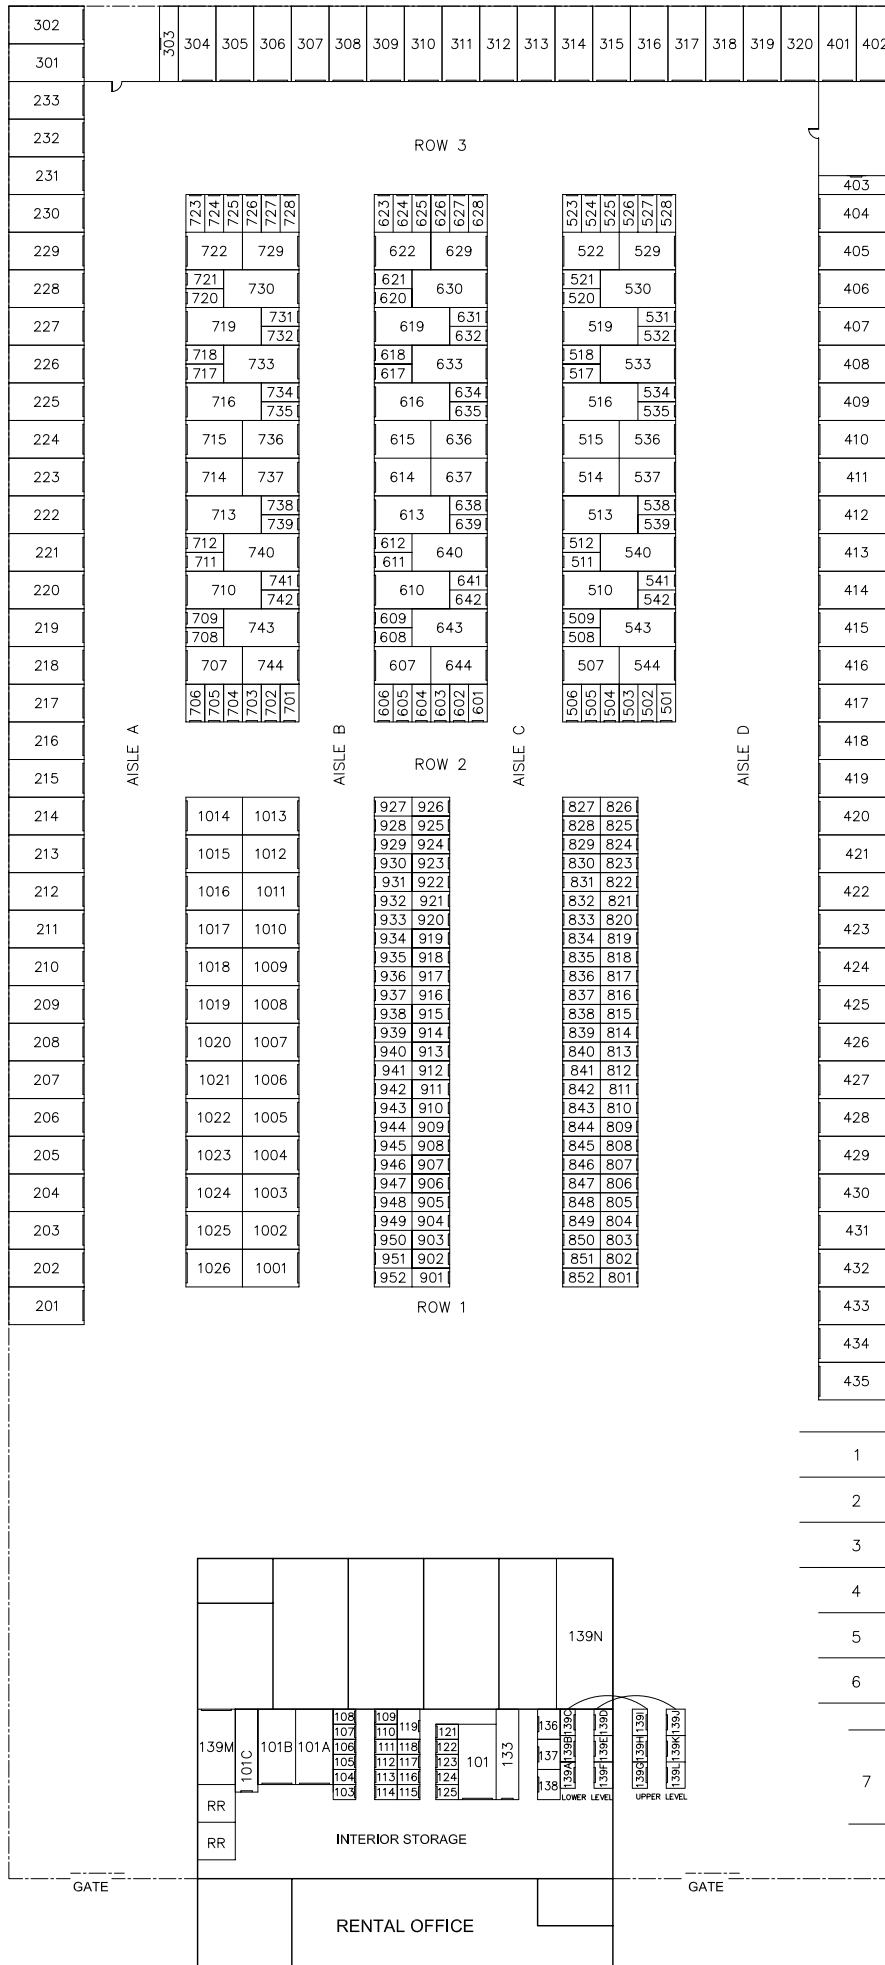 302
301
303
304 305 306 307 308 309 310 311 312 313 314 315 316 317 318 319 320 401 402
233
232
231
ROW 3
403
230
723 724 725 726 727 728
623 624 625 626 627 628
523 524 525 526 527 528
404
229 722 729 622 629 522 529 405
721 621 521
228 730 630 530 406
720 620 520
731 631 531
227 719 619 519 407
732 632 532
718 618 518
226 733 633 533 408
717 617 517
734 634 534
225 716 616 516 409
735 635 535
224 715 736 615 636 515 536 410
223 714 737 614 637 514 537 411
738 638 538
222 713 613 513 412
739 639 539
712 612 512
221 740 640 540 413
711 611 511
741 641 541
220 710 610 510 414
742 642 542
709 609 509
219 743 643 543 415
708 608 508
218 707 744 607 644 507 544 416
217
706 705 704 703 702 701
606 605 604 603 602 601
506 505 504 503 502 501
417
216
AISLE A
AISLE B
ROW 2
AISLE C
AISLE D
418
215 419
927 926 827 826
214 1014 1013 420
928 925 828 825
929 924 829 824
213 1015 1012 421
930 923 830 823
931 922 831 822
212 1016 1011 422
932 921 832 821
933 920 833 820
211 1017 1010 423
934 919 834 819
935 918 835 818
210 1018 1009 424
936 917 836 817
937 916 837 816
209 1019 1008 425
938 915 838 815
939 914 839 814
208 1020 1007 426
940 913 840 813
941 912 841 812
207 1021 1006 427
942 911 842 811
943 910 843 810
206 1022 1005 428
944 909 844 809
945 908 845 808
205 1023 1004 429
946 907 846 807
947 906 847 806
204 1024 1003 430
948 905 848 805
949 904 849 804
203 1025 1002 431
950 903 850 803
951 902 851 802
202 1026 1001 432
952 901 852 801
201 ROW 1 433
434
435
1
2
3
4
5
6
7
139N
139M
101C
101B 101A
108
107
106
105
104
103
109
110
111
112
113
114
119
118
117
116
115
121
122
123
124
125
101
133
136
137
138
139C
139B
139A
139D
139E
139F
139I
139H
139G
139J
139K
139L
LOWER LEVEL UPPER LEVEL
RR
RR
INTERIOR STORAGE
GATE GATE
RENTAL OFFICE